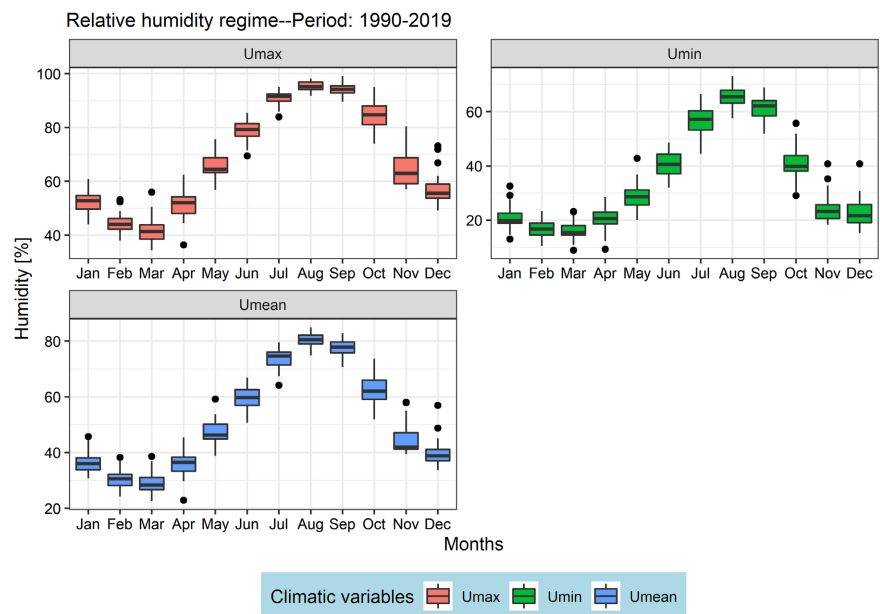 Relative humidity regime--Period: 1990-2019
Umax
Umin
100
80
60
40
60
40
20
Jan Feb Mar Apr May Jun Jul Aug Sep Oct Nov Dec
Jan Feb Mar Apr May Jun Jul Aug Sep Oct Nov Dec
Humidity [%]
Umean
80
60
40
20
Jan Feb Mar Apr May Jun Jul Aug Sep Oct Nov Dec
Months
Climatic variables Umax Umin Umean